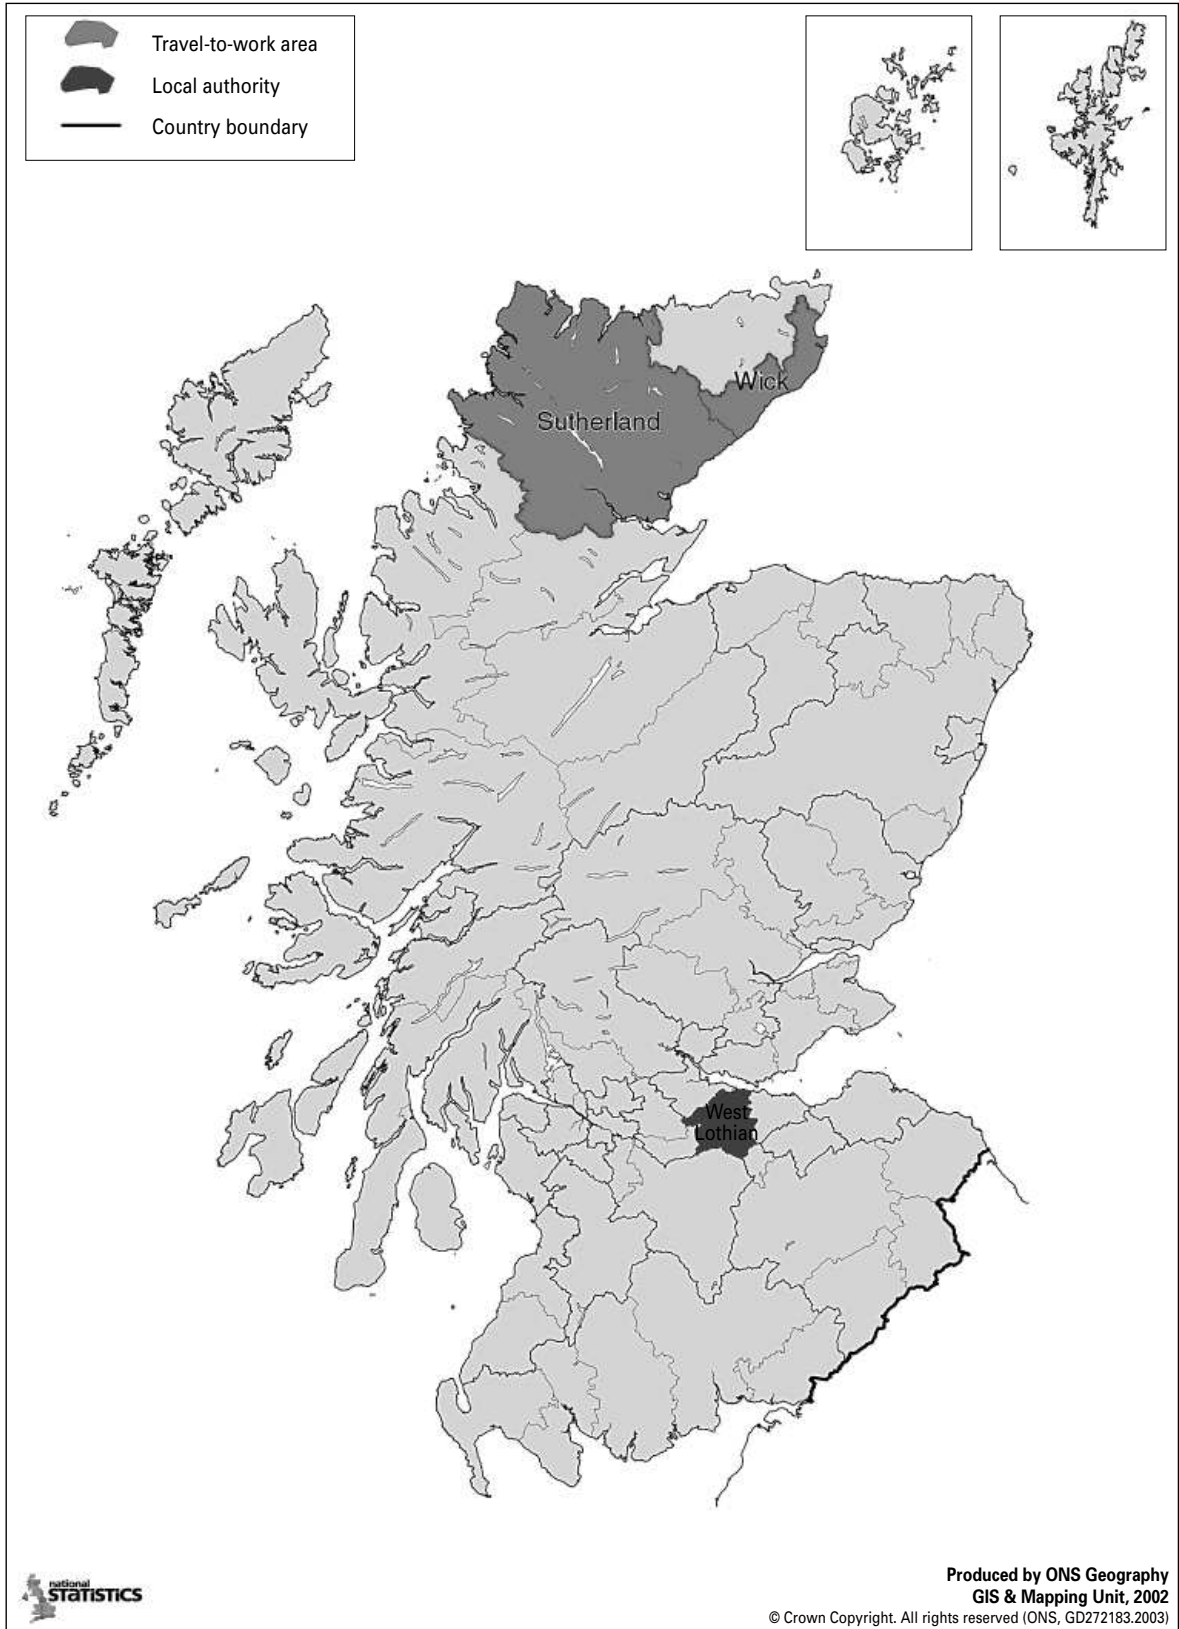 Travel-to-work area
Local authority
Country boundary
Wick
Sutherland
West
Lothian
national
STATISTICS
Produced by ONS Geography
GIS & Mapping Unit, 2002
© Crown Copyright. All rights reserved (ONS, GD272183.2003)